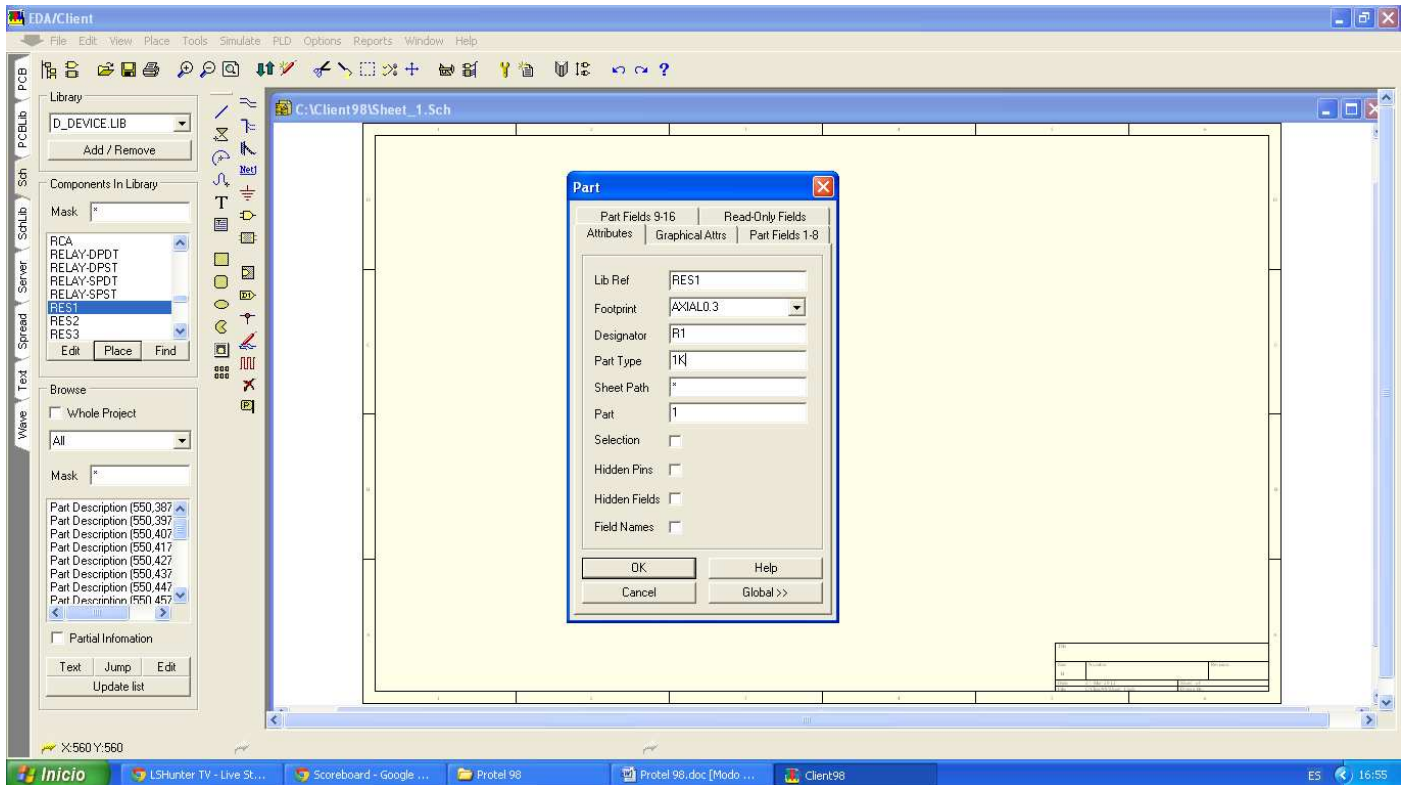 EDA/Client
File Edit View Place Tools Simulate PLD Options Reports Window Help
PCB
PCBLib
Sch
SchLib
Server
Spread
Text
Wave
Library
D_DEVICE.LIB
Add / Remove
Components In Library
Mask *
RCA
RELAY-DPDT
RELAY-DPST
RELAY-SPDT
RELAY-SPST
RES1
RES2
RES3
Edit Place Find
Browse
Whole Project
All
Mask *
Part Description (550,387
Part Description (550,397
Part Description (550,407
Part Description (550,417
Part Description (550,427
Part Description (550,437
Part Description (550,447
Part Description (550 457
Partial Infomation
Text Jump Edit
Update list
Net1
T
D1
P
C:\Client98\Sheet_1.Sch
Part
Part Fields 9-16 Read-Only Fields
Attributes Graphical Attrs Part Fields 1-8
Lib Ref RES1
Footprint AXIAL0.3
Designator R1
Part Type 1K
Sheet Path *
Part 1
Selection
Hidden Pins
Hidden Fields
Field Names
OK Help
Cancel Global >>
X:560 Y:560
Inicio LSHunter TV - Live St... Scoreboard - Google ... Protel 98 Protel 98.doc [Modo ... Client98 ES 16:55